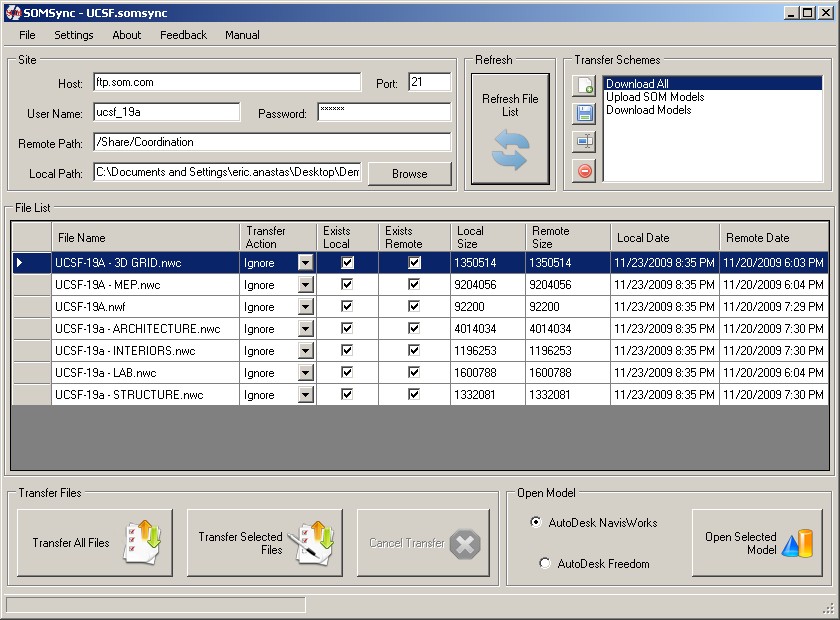 SOMSync - UCSF.somsync
File Settings About Feedback Manual
Site
Host: ftp.som.com Port: 21
User Name: ucsf_19a Password: ××××××
Remote Path: /Share/Coordination
Local Path: C:\Documents and Settings\eric.anastas\Desktop\Dem Browse
Refresh
Refresh File
List
Transfer Schemes
Download All
Upload SOM Models
Download Models
File List
File Name Transfer Action Exists Local Exists Remote Local Size Remote Size Local Date Remote Date
UCSF-19A - 3D GRID.nwc Ignore 1350514 1350514 11/23/2009 8:35 PM 11/20/2009 6:03 PM
UCSF-19A - MEP.nwc Ignore 9204056 9204056 11/23/2009 8:35 PM 11/20/2009 6:04 PM
UCSF-19A.nwf Ignore 92200 92200 11/23/2009 8:35 PM 11/20/2009 7:29 PM
UCSF-19a - ARCHITECTURE.nwc Ignore 4014034 4014034 11/23/2009 8:35 PM 11/20/2009 7:30 PM
UCSF-19a - INTERIORS.nwc Ignore 1196253 1196253 11/23/2009 8:35 PM 11/20/2009 7:30 PM
UCSF-19a - LAB.nwc Ignore 1600788 1600788 11/23/2009 8:35 PM 11/20/2009 6:04 PM
UCSF-19a - STRUCTURE.nwc Ignore 1332081 1332081 11/23/2009 8:35 PM 11/20/2009 7:30 PM
Transfer Files
Transfer All Files
Transfer Selected
Files
Cancel Transfer
Open Model
AutoDesk NavisWorks
AutoDesk Freedom
Open Selected
Model